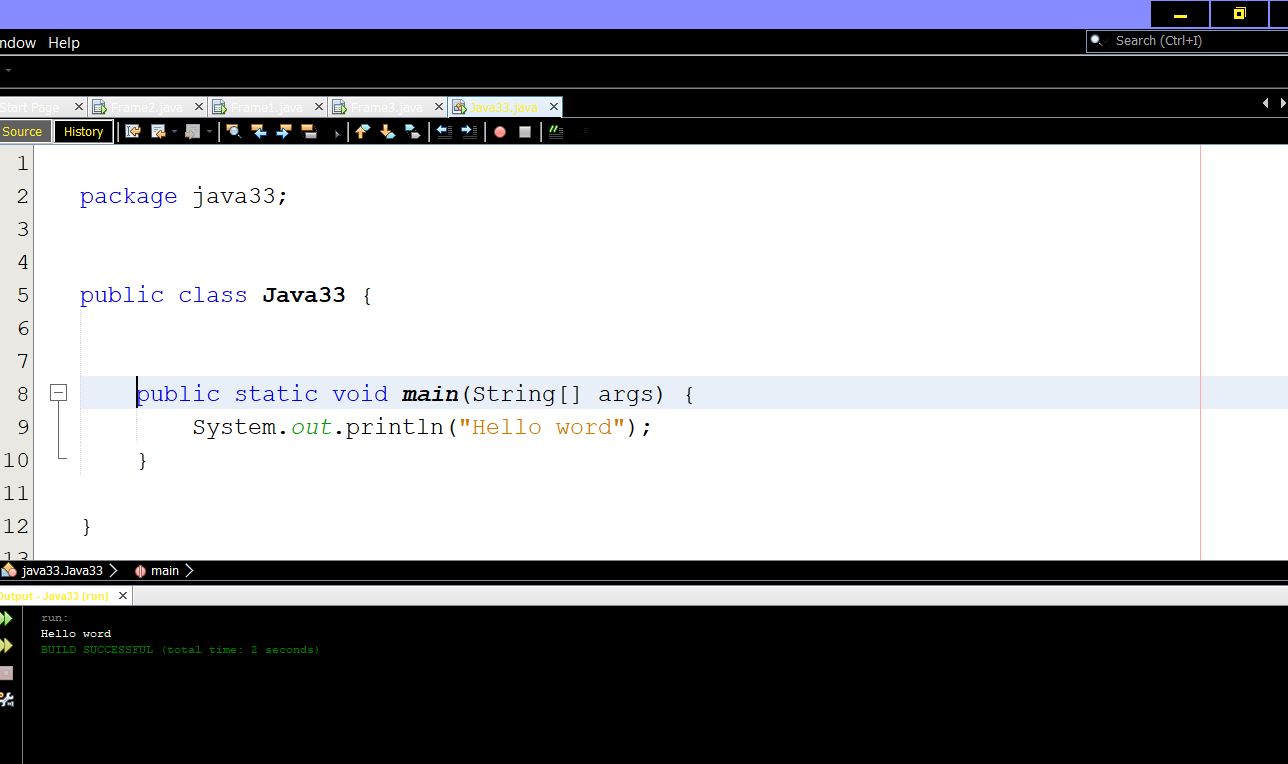 ndow Help
Search (Ctrl+I)
Start Page Frame2.java Frame1.java Frame3.java Java33.java
Source History
1
2 package java33;
3
4
5 public class Java33 {
6
7
8 public static void main(String[] args) {
9 System.out.println("Hello word");
10 }
11
12 }
13
java33.Java33 main
Output - Java33 (run)
run:
Hello word
BUILD SUCCESSFUL (total time: 2 seconds)